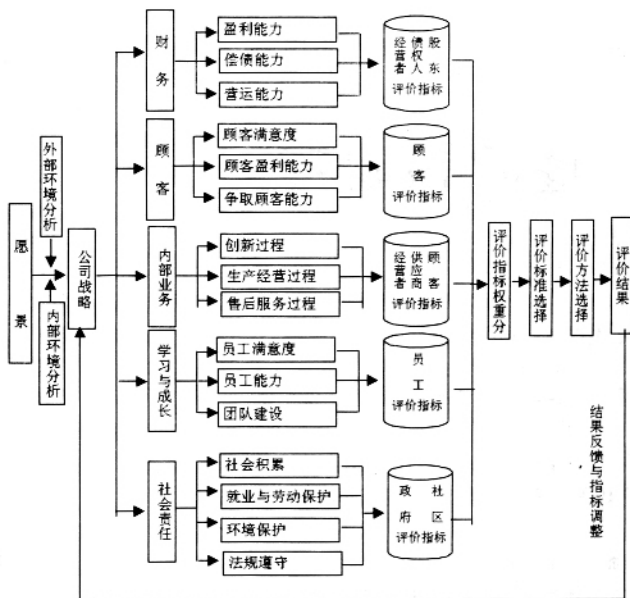 愿景
外部环境分析
内部环境分析
公司战略
财务
盈利能力
偿债能力
营运能力
经营者
债权人
股东
评价指标
顾客
顾客满意度
顾客盈利能力
争取顾客能力
顾客
评价指标
内部业务
创新过程
生产经营过程
售后服务过程
经营者
供应商
顾客
评价指标
学习与成长
员工满意度
员工能力
团队建设
员工
评价指标
社会责任
社会积累
就业与劳动保护
环境保护
法规遵守
政府
社区
评价指标
评价指标权重分
评价标准选择
评价方法选择
评价结果
结果反馈与指标调整